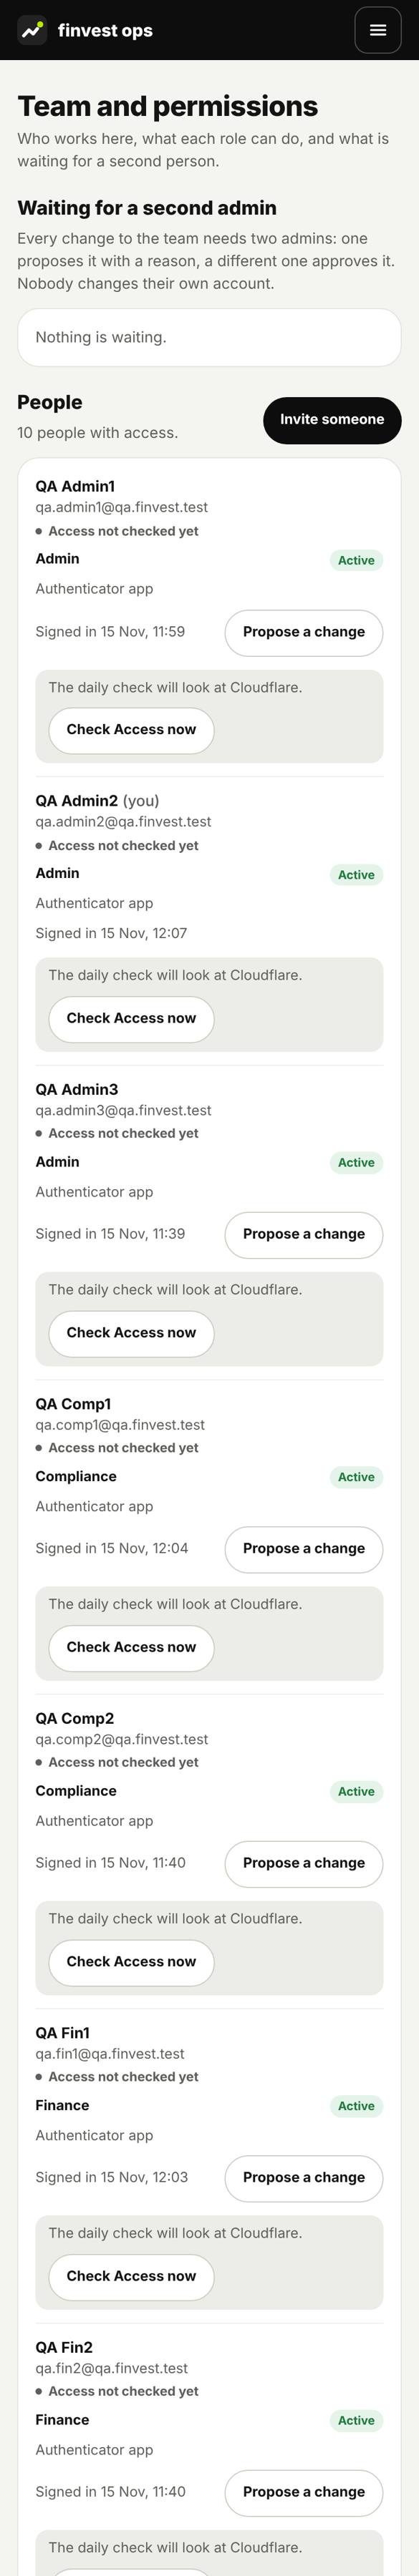 finvest ops
Team and permissions
Who works here, what each role can do, and what is
waiting for a second person.
Waiting for a second admin
Every change to the team needs two admins: one
proposes it with a reason, a different one approves it.
Nobody changes their own account.
Nothing is waiting.
People
10 people with access.
Invite someone
QA Admin1
qa.admin1@qa.finvest.test
Access not checked yet
Admin
Active
Authenticator app
Signed in 15 Nov, 11:59
Propose a change
The daily check will look at Cloudflare.
Check Access now
QA Admin2 (you)
qa.admin2@qa.finvest.test
Access not checked yet
Admin
Active
Authenticator app
Signed in 15 Nov, 12:07
The daily check will look at Cloudflare.
Check Access now
QA Admin3
qa.admin3@qa.finvest.test
Access not checked yet
Admin
Active
Authenticator app
Signed in 15 Nov, 11:39
Propose a change
The daily check will look at Cloudflare.
Check Access now
QA Comp1
qa.comp1@qa.finvest.test
Access not checked yet
Compliance
Active
Authenticator app
Signed in 15 Nov, 12:04
Propose a change
The daily check will look at Cloudflare.
Check Access now
QA Comp2
qa.comp2@qa.finvest.test
Access not checked yet
Compliance
Active
Authenticator app
Signed in 15 Nov, 11:40
Propose a change
The daily check will look at Cloudflare.
Check Access now
QA Fin1
qa.fin1@qa.finvest.test
Access not checked yet
Finance
Active
Authenticator app
Signed in 15 Nov, 12:03
Propose a change
The daily check will look at Cloudflare.
Check Access now
QA Fin2
qa.fin2@qa.finvest.test
Access not checked yet
Finance
Active
Authenticator app
Signed in 15 Nov, 11:40
Propose a change
The daily check will look at Cloudflare.